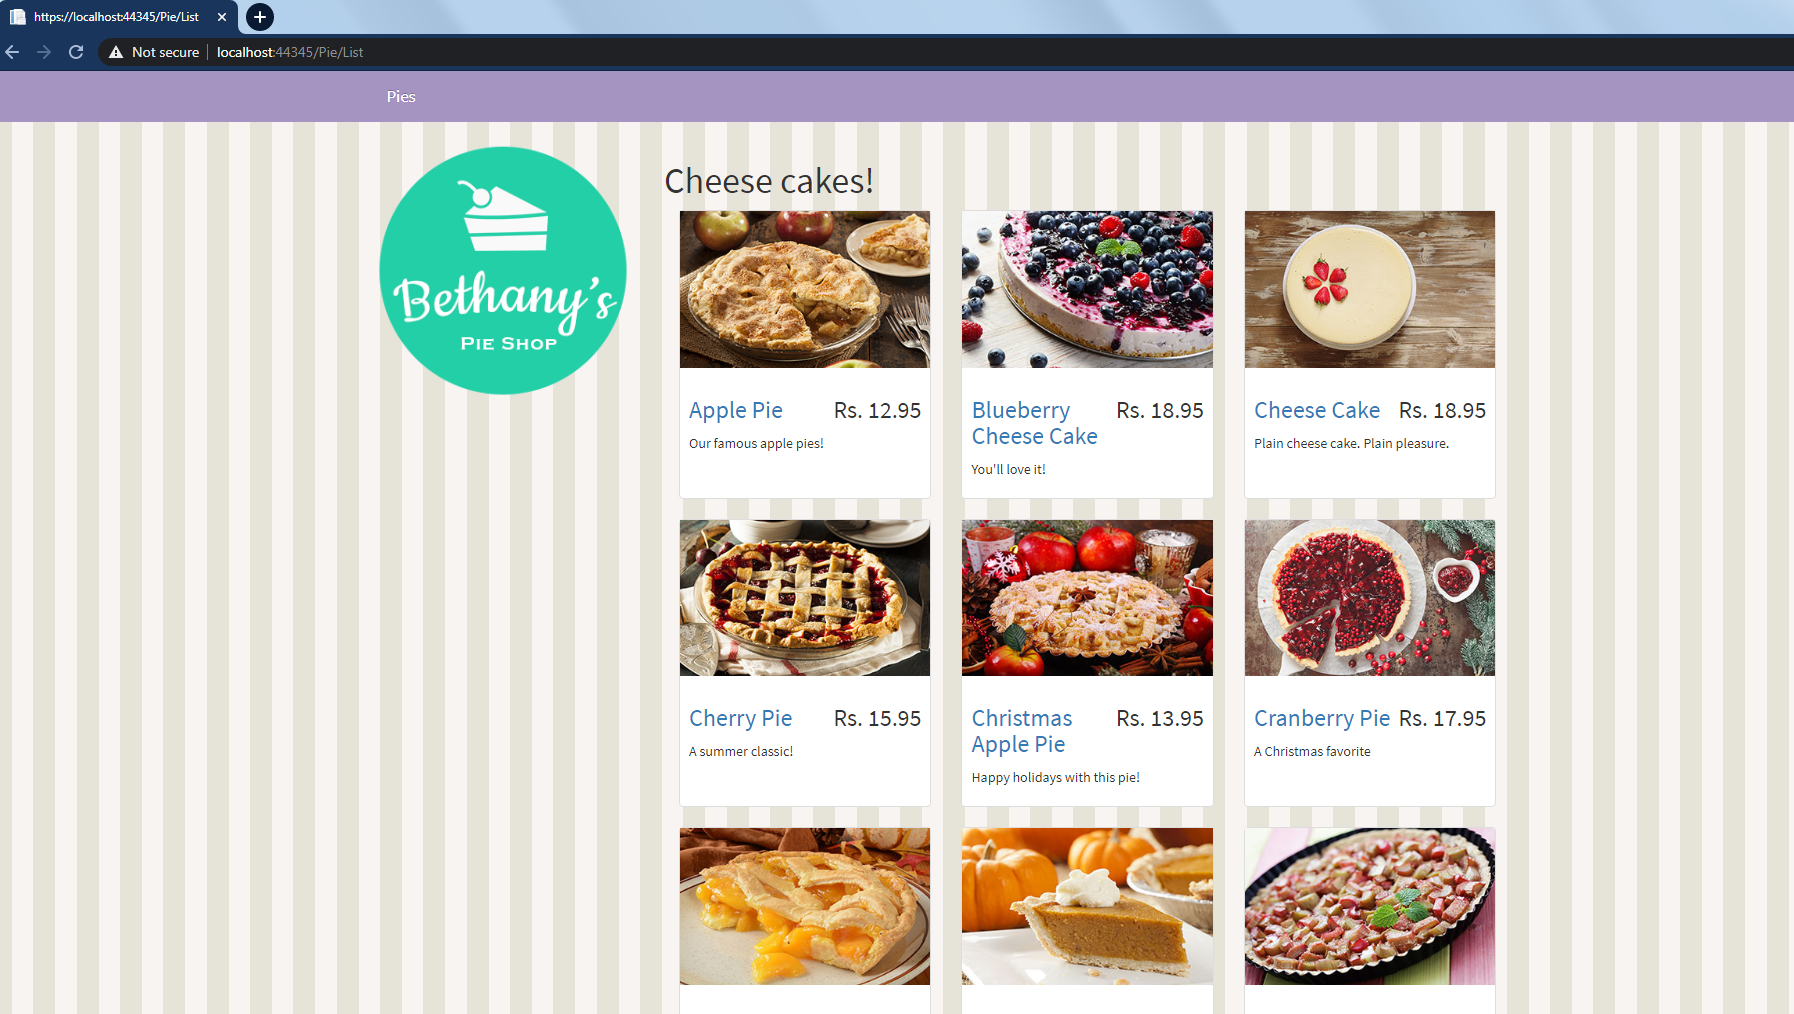 https://localhost:44345/Pie/List
Not secure
localhost:44345/Pie/List
Pies
Bethany's
PIE SHOP
Cheese cakes!
Apple Pie Rs. 12.95
Our famous apple pies!
Blueberry Rs. 18.95
Cheese Cake
You'll love it!
Cheese Cake Rs. 18.95
Plain cheese cake. Plain pleasure.
Cherry Pie Rs. 15.95
A summer classic!
Christmas Rs. 13.95
Apple Pie
Happy holidays with this pie!
Cranberry Pie Rs. 17.95
A Christmas favorite